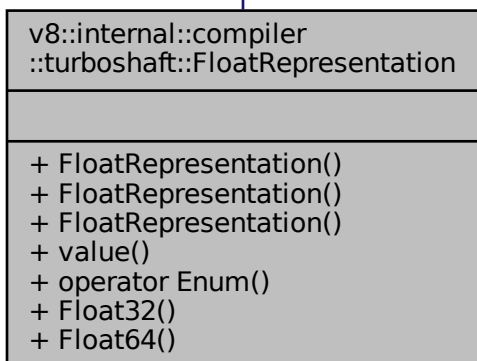 v8::internal::compiler
::turboshaft::FloatRepresentation
+ FloatRepresentation()
+ FloatRepresentation()
+ FloatRepresentation()
+ value()
+ operator Enum()
+ Float32()
+ Float64()